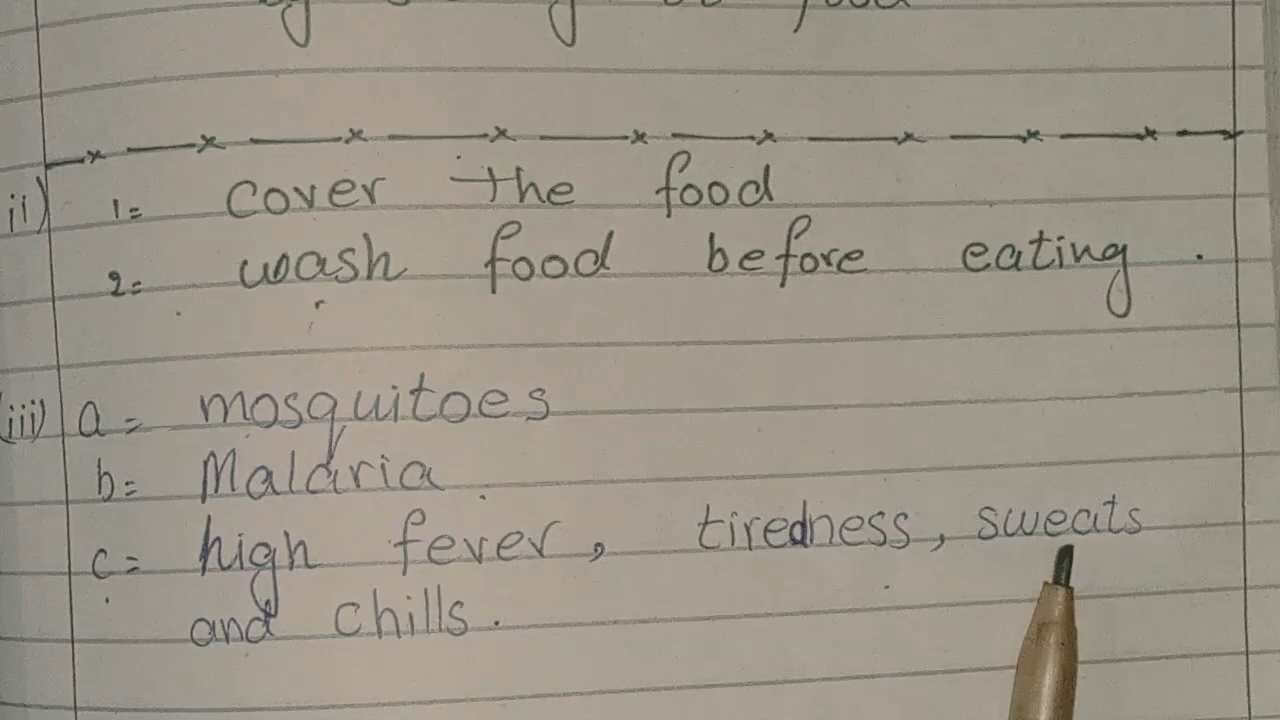 food
ii) 1= cover the food
2= wash food before eating .
(iii) a= mosquitoes
b= Malaria
c= high fever, tiredness, sweats
and chills.